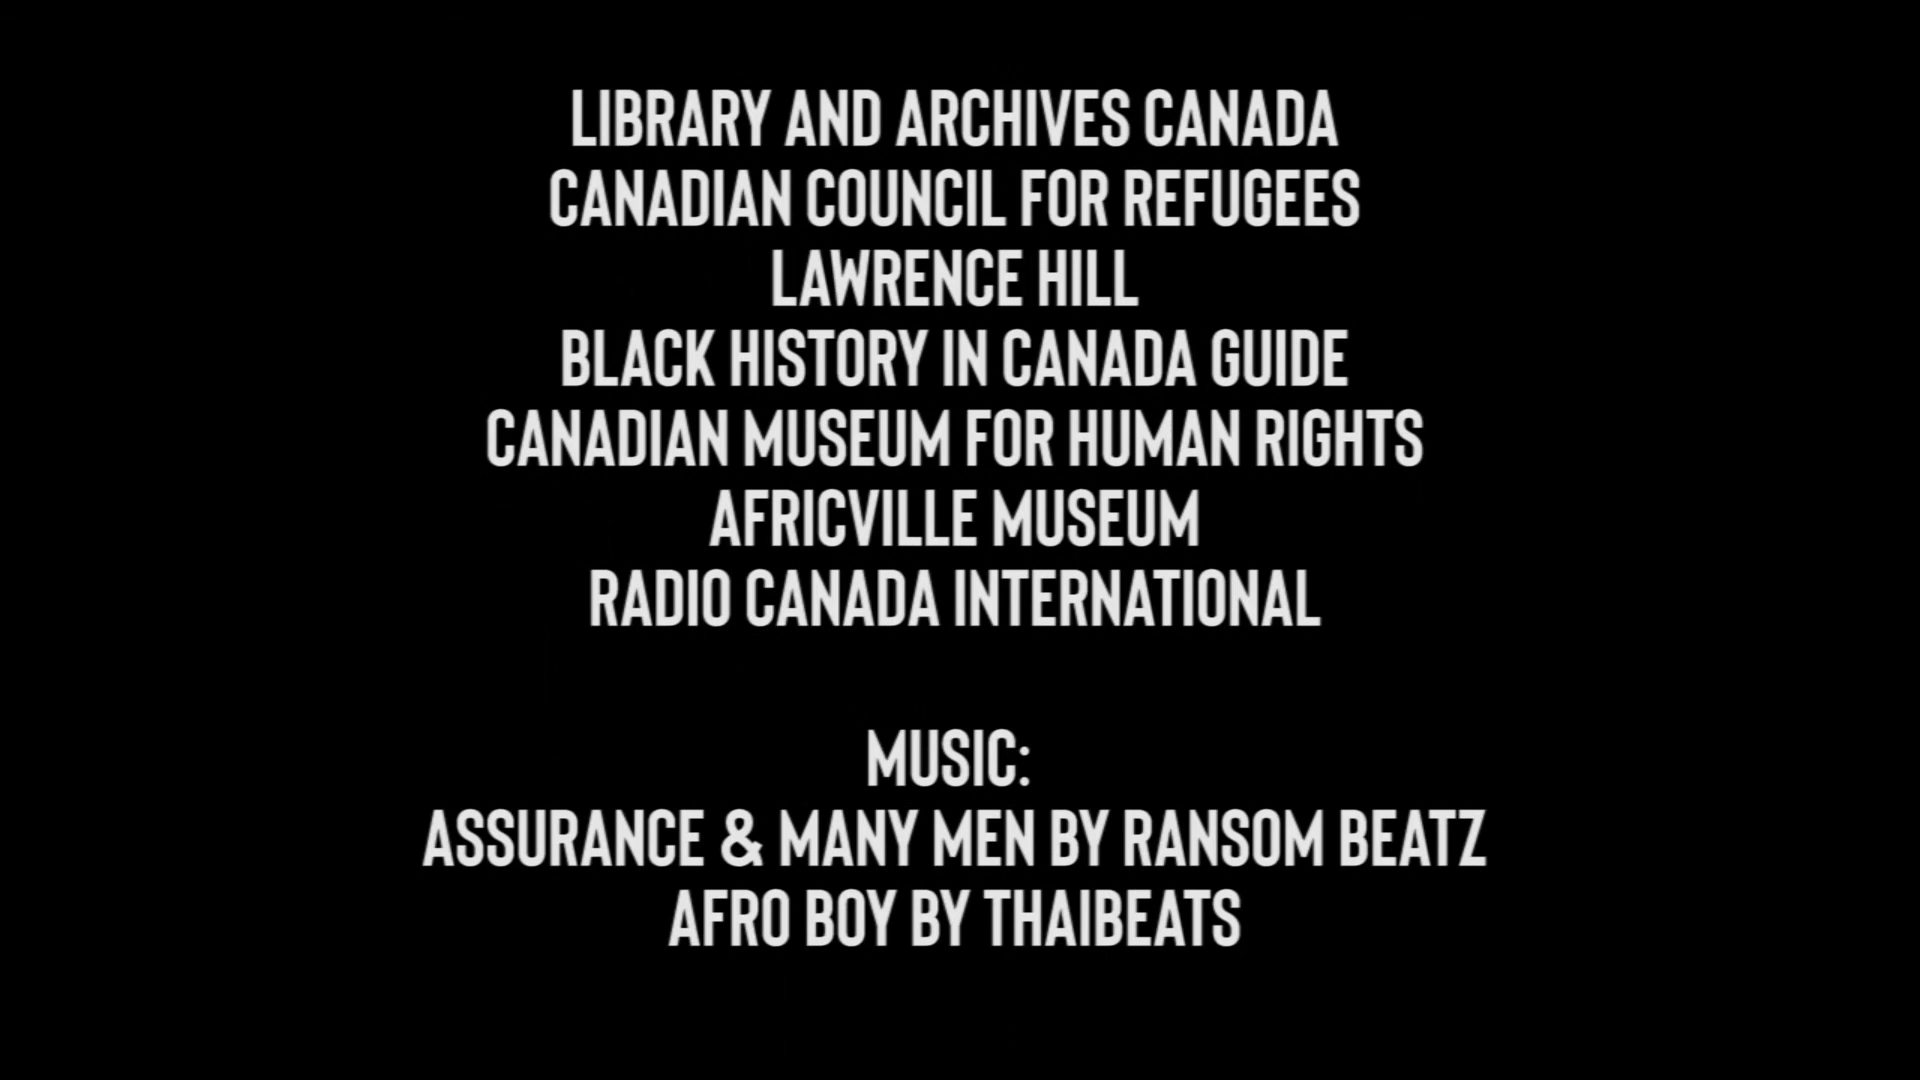 LIBRARY AND ARCHIVES CANADA
CANADIAN COUNCIL FOR REFUGEES
LAWRENCE HILL
BLACK HISTORY IN CANADA GUIDE
CANADIAN MUSEUM FOR HUMAN RIGHTS
AFRICVILLE MUSEUM
RADIO CANADA INTERNATIONAL
MUSIC:
ASSURANCE & MANY MEN BY RANSOM BEATZ
AFRO BOY BY THAIBEATS